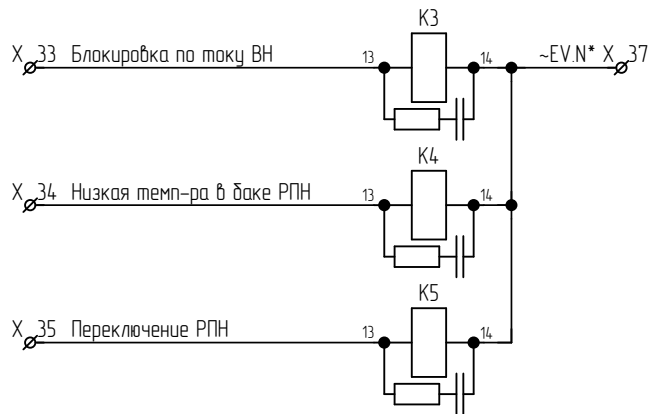 K3
X 33 Блокировка по току ВН 13 14 ~EV.N* X 37
K4
X 34 Низкая темп-ра в баке РПН 13 14
K5
X 35 Переключение РПН 13 14